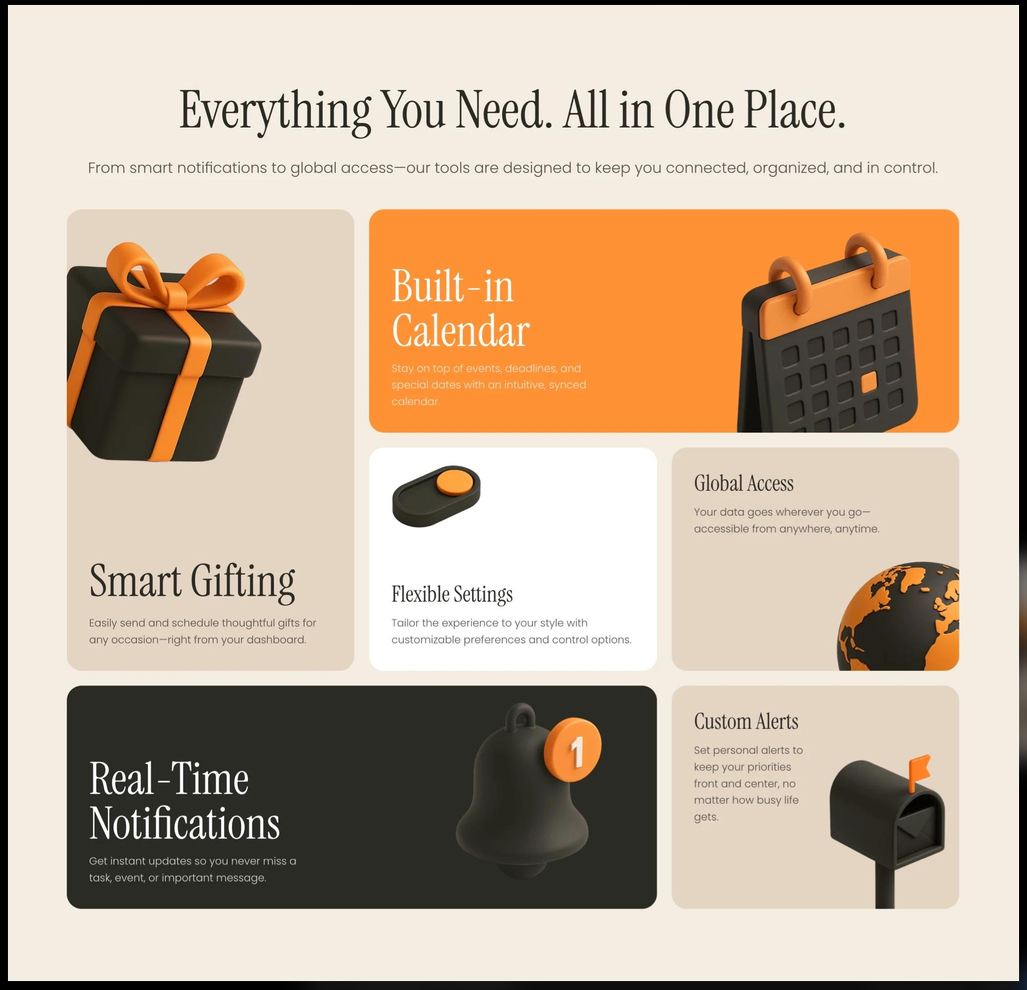 Everything You Need. All in One Place.
From smart notifications to global access—our tools are designed to keep you connected, organized, and in control.
Smart Gifting
Easily send and schedule thoughtful gifts for
any occasion—right from your dashboard.
Built-in
Calendar
Stay on top of events, deadlines, and
special dates with an intuitive, synced
calendar.
Flexible Settings
Tailor the experience to your style with
customizable preferences and control options.
Global Access
Your data goes wherever you go—
accessible from anywhere, anytime.
Real-Time
Notifications
Get instant updates so you never miss a
task, event, or important message.
1
Custom Alerts
Set personal alerts to
keep your priorities
front and center, no
matter how busy life
gets.